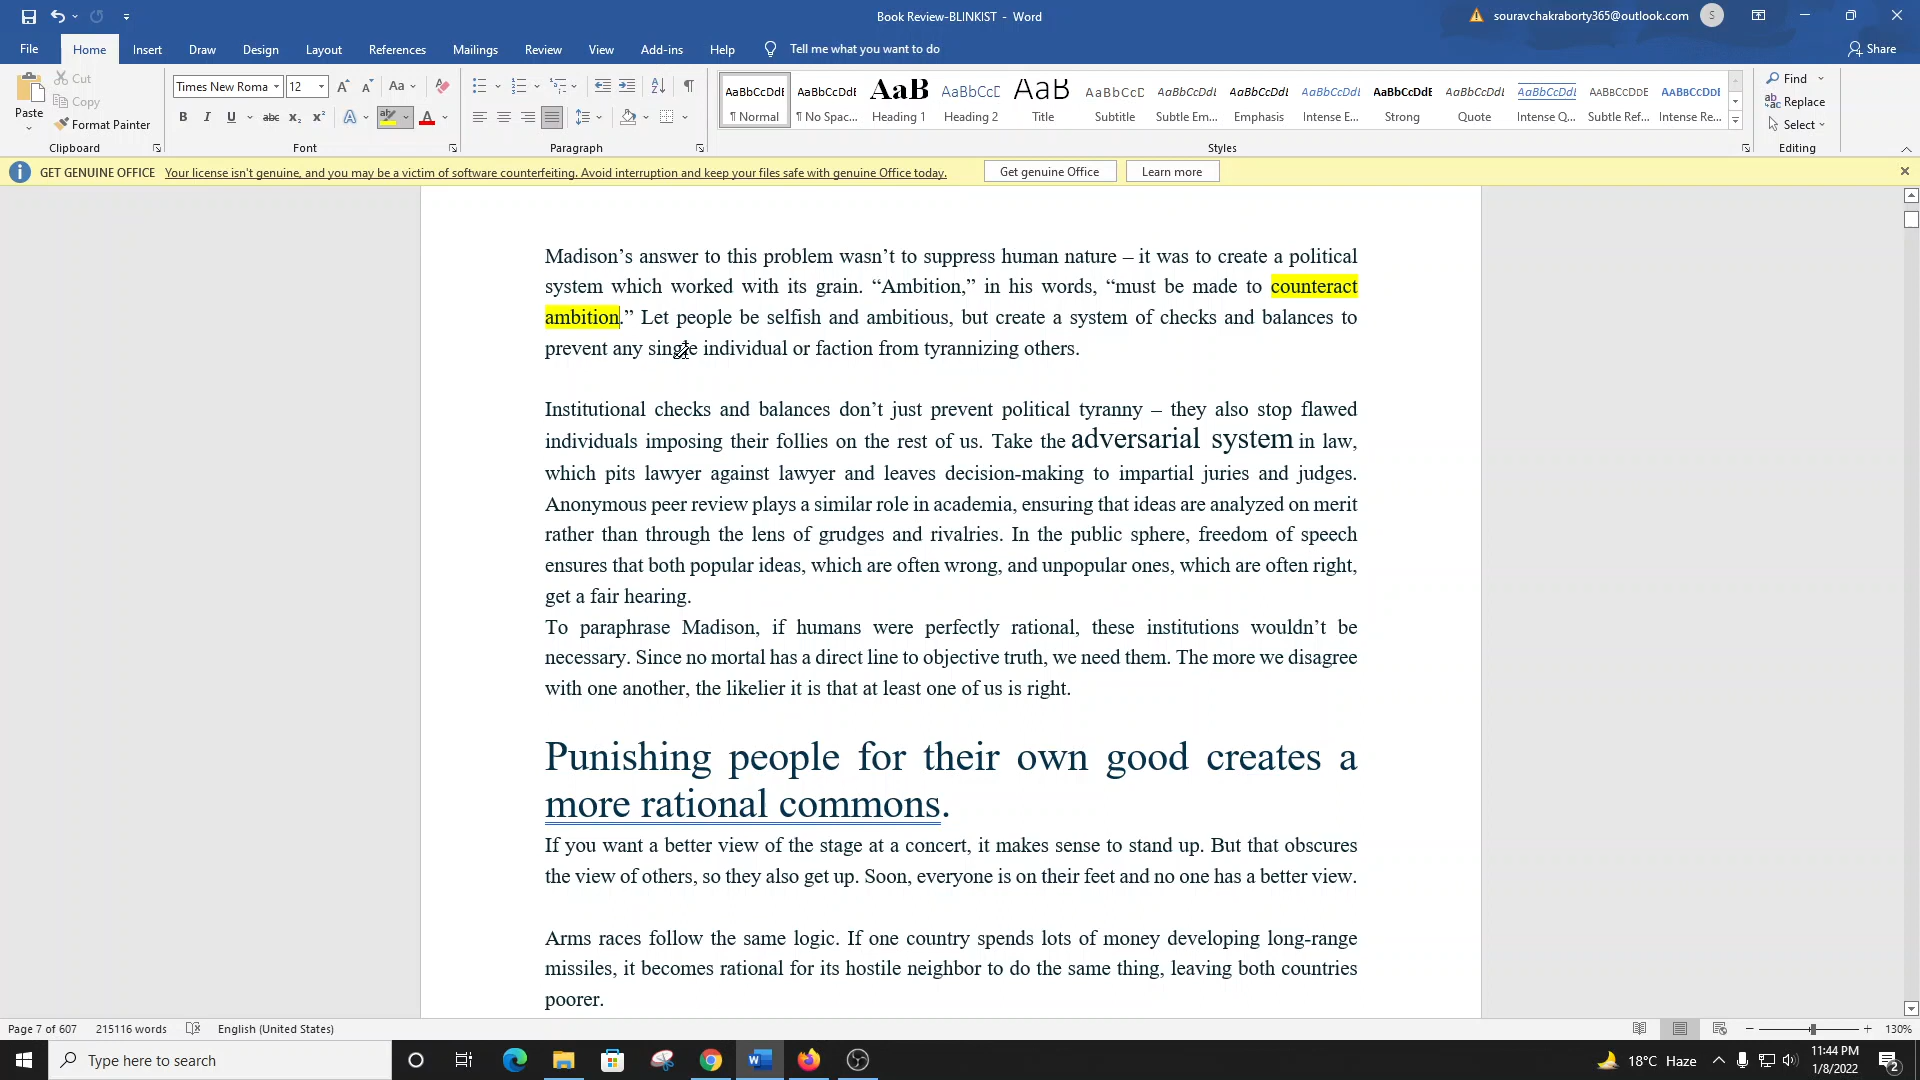 Book Review-BLINKIST - Word
souravchakraborty365@outlook.com
S
File Home Insert Draw Design Layout References Mailings Review View Add-ins Help Tell me what you want to do
Share
Paste
Cut
Copy
Format Painter
Clipboard
Times New Roma 12
Font
Paragraph
AaBbCcDdE AaBbCcDdE AaB AaBbCcD AaB AaBbCcD AaBbCcDdE AaBbCcDdE AaBbCcDdE AaBbCcDdE AaBbCcDdE AaBbCcDdE AABBCCDDE AABBCCDDE
¶ Normal ¶ No Spac... Heading 1 Heading 2 Title Subtitle Subtle Em... Emphasis Intense E... Strong Quote Intense Q... Subtle Ref... Intense Re...
Styles
Find
Replace
Select
Editing
GET GENUINE OFFICE Your license isn't genuine, and you may be a victim of software counterfeiting. Avoid interruption and keep your files safe with genuine Office today. Get genuine Office Learn more
Madison’s answer to this problem wasn’t to suppress human nature – it was to create a political
system which worked with its grain. “Ambition,” in his words, “must be made to counteract
ambition.” Let people be selfish and ambitious, but create a system of checks and balances to
prevent any single individual or faction from tyrannizing others.
Institutional checks and balances don’t just prevent political tyranny – they also stop flawed
individuals imposing their follies on the rest of us. Take the adversarial system in law,
which pits lawyer against lawyer and leaves decision-making to impartial juries and judges.
Anonymous peer review plays a similar role in academia, ensuring that ideas are analyzed on merit
rather than through the lens of grudges and rivalries. In the public sphere, freedom of speech
ensures that both popular ideas, which are often wrong, and unpopular ones, which are often right,
get a fair hearing.
To paraphrase Madison, if humans were perfectly rational, these institutions wouldn’t be
necessary. Since no mortal has a direct line to objective truth, we need them. The more we disagree
with one another, the likelier it is that at least one of us is right.
Punishing people for their own good creates a
more rational commons.
If you want a better view of the stage at a concert, it makes sense to stand up. But that obscures
the view of others, so they also get up. Soon, everyone is on their feet and no one has a better view.
Arms races follow the same logic. If one country spends lots of money developing long-range
missiles, it becomes rational for its hostile neighbor to do the same thing, leaving both countries
poorer.
Page 7 of 607 215116 words English (United States) 130%
Type here to search
18°C Haze
11:44 PM
1/8/2022
2